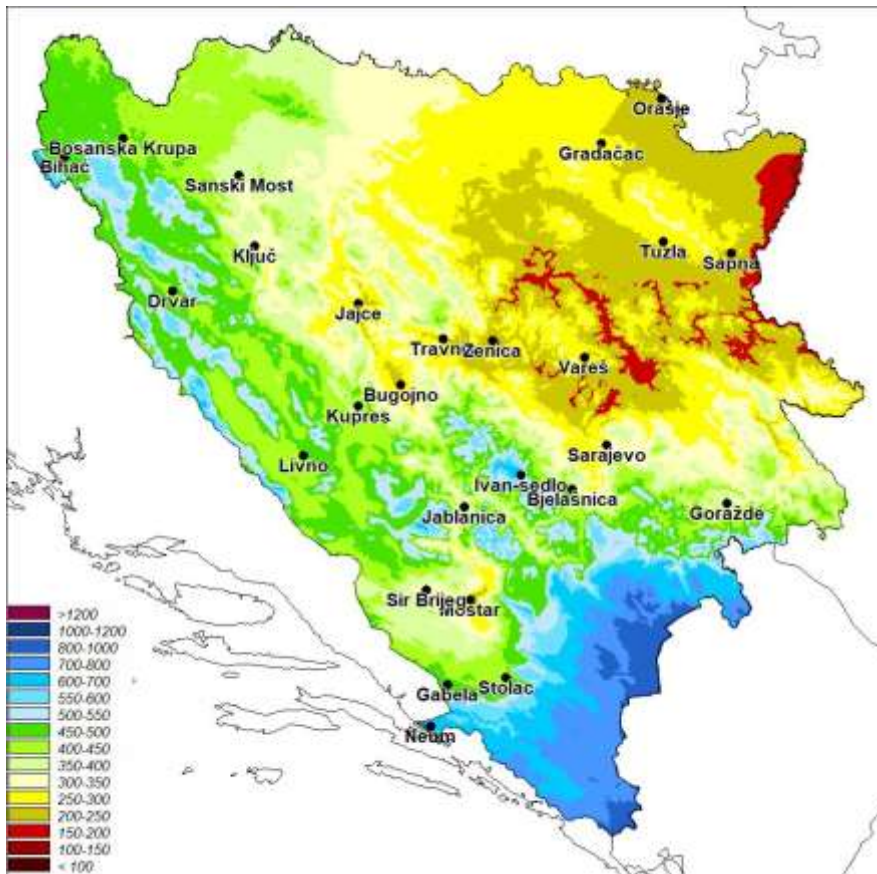 Orašje
Bosanska Krupa
Bihać
Gradačac
Sanski Most
Tuzla
Sapna
Ključ
Drvar
Jajce
Zenica
Vareš
Bugojno
Kupres
Sarajevo
Livno
Ivan-sedlo
Bjelašnica
Jablanica
Goražde
Sir Brijeg
Mostar
Stolac
Gabela
Neum
>1200
1000-1200
800-1000
700-800
600-700
550-600
500-550
450-500
400-450
350-400
300-350
250-300
200-250
150-200
100-150
< 100